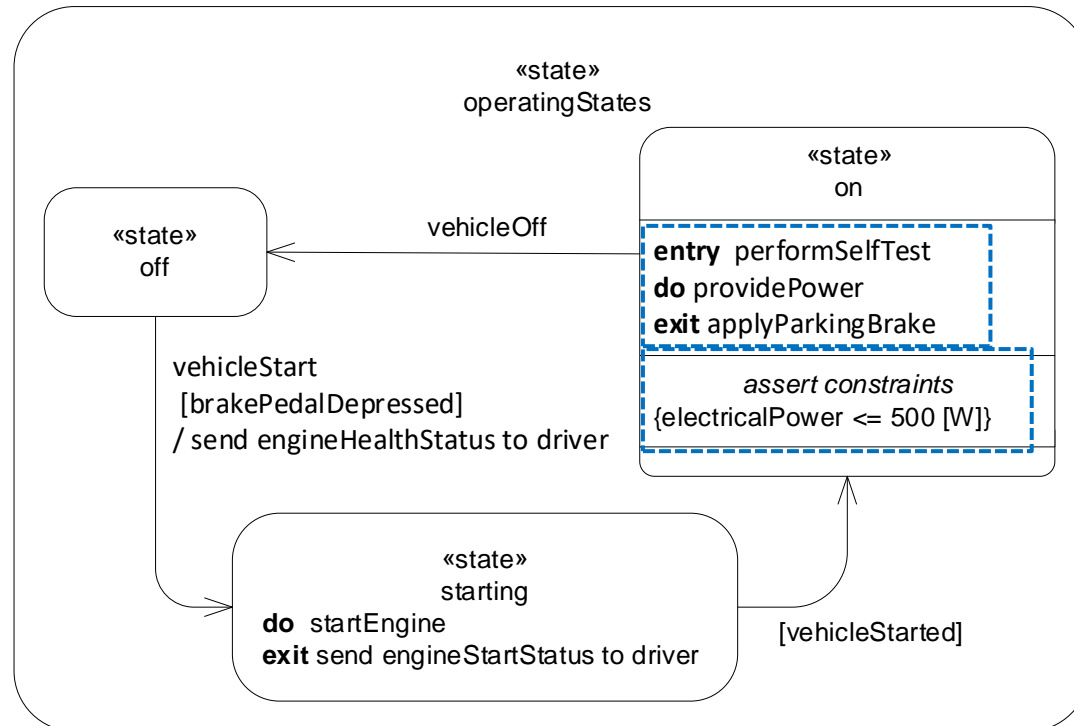 «state»
operatingStates
«state»
on
«state»
off
vehicleOff
entry performSelfTest
do providePower
exit applyParkingBrake
assert constraints
{electricalPower <= 500 [W]}
vehicleStart
[brakePedalDepressed]
/ send engineHealthStatus to driver
«state»
starting
do startEngine
exit send engineStartStatus to driver
[vehicleStarted]